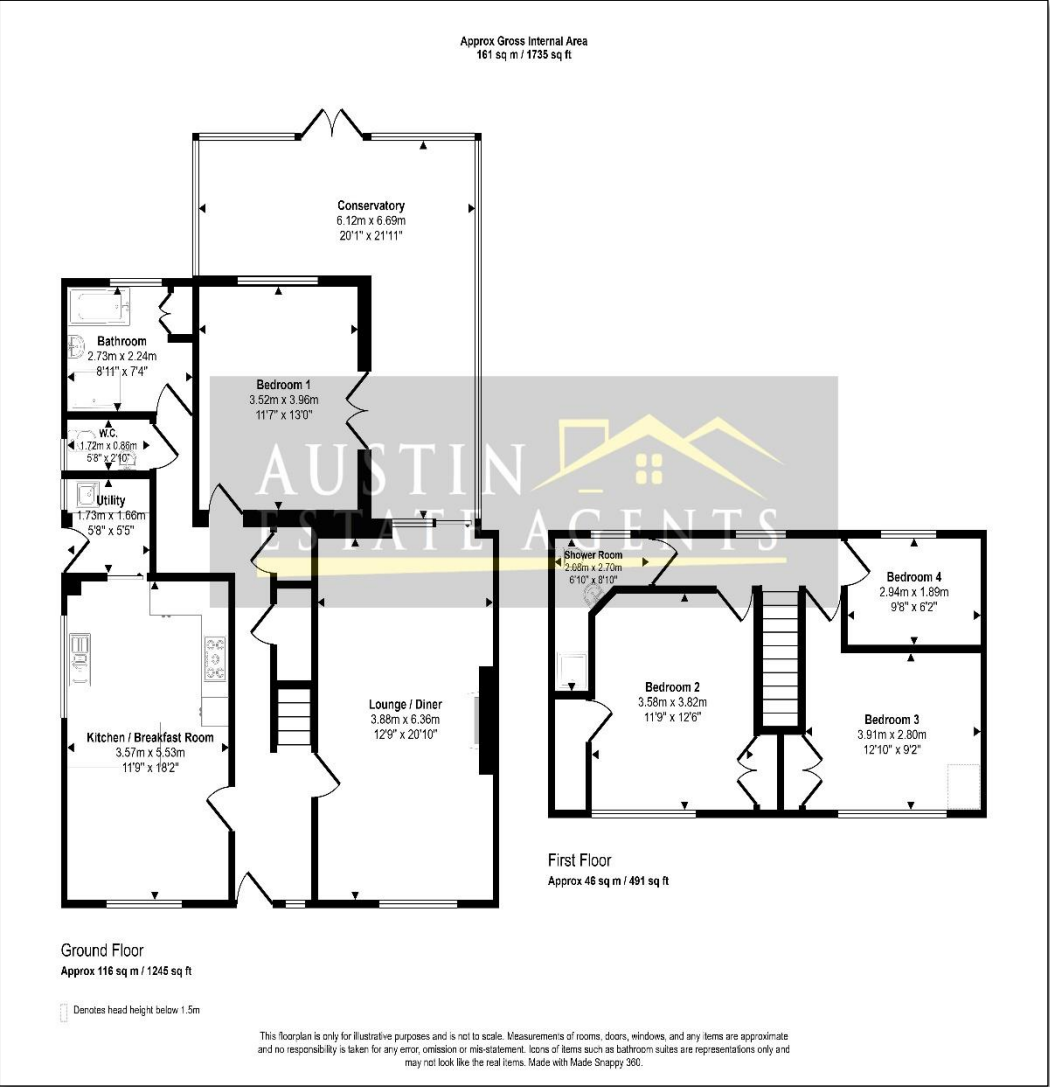 Approx Gross Internal Area
161 sq m / 1735 sq ft
Conservatory
6.12m x 6.69m
20'1" x 21'11"
Bathroom
2.73m x 2.24m
8'11" x 7'4"
Bedroom 1
3.52m x 3.96m
11'7" x 13'0"
W.C.
1.72m x 0.86m
5'8" x 2'10"
Utility
1.73m x 1.66m
5'8" x 5'5"
AUSTIN
ESTATE AGENTS
Shower Room
2.08m x 2.70m
6'10" x 8'10"
Bedroom 4
2.94m x 1.89m
9'8" x 6'2"
Bedroom 2
3.58m x 3.82m
11'9" x 12'6"
Lounge / Diner
3.88m x 6.36m
12'9" x 20'10"
Bedroom 3
3.91m x 2.80m
12'10" x 9'2"
Kitchen / Breakfast Room
3.57m x 5.53m
11'9" x 18'2"
First Floor
Approx 46 sq m / 491 sq ft
Ground Floor
Approx 116 sq m / 1245 sq ft
Denotes head height below 1.5m
This floorplan is only for illustrative purposes and is not to scale. Measurements of rooms, doors, windows, and any items are approximate
and no responsibility is taken for any error, omission or mis-statement. Icons of items such as bathroom suites are representations only and
may not look like the real items. Made with Made Snappy 360.